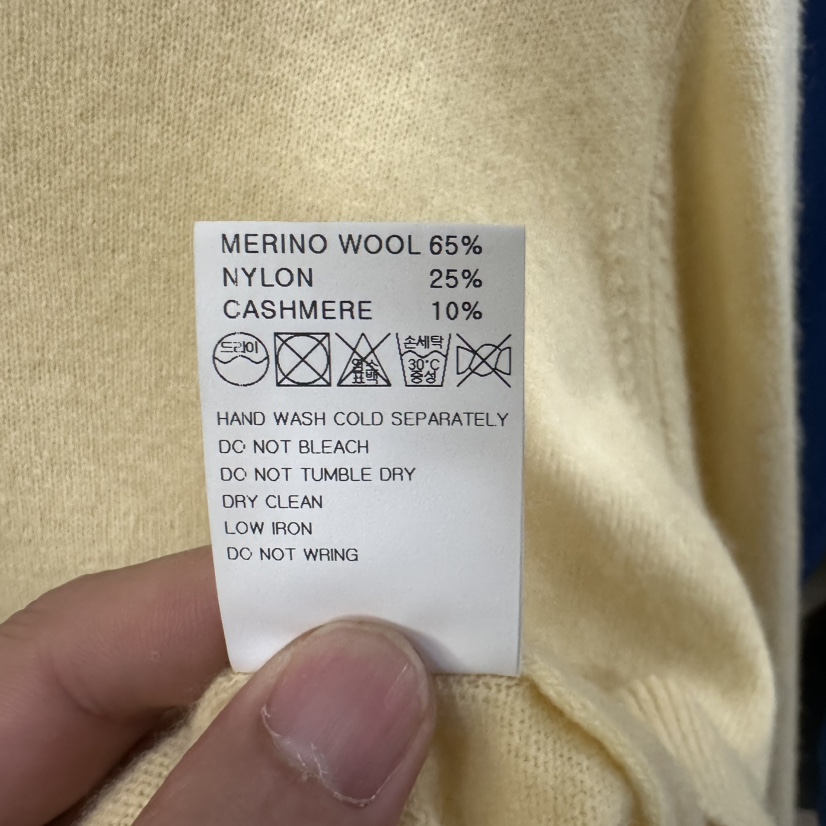 MERINO WOOL 65%
NYLON 25%
CASHMERE 10%
드라이
염소
표백
손세탁
30°C
중성
HAND WASH COLD SEPARATELY
DO NOT BLEACH
DO NOT TUMBLE DRY
DRY CLEAN
LOW IRON
DO NOT WRING